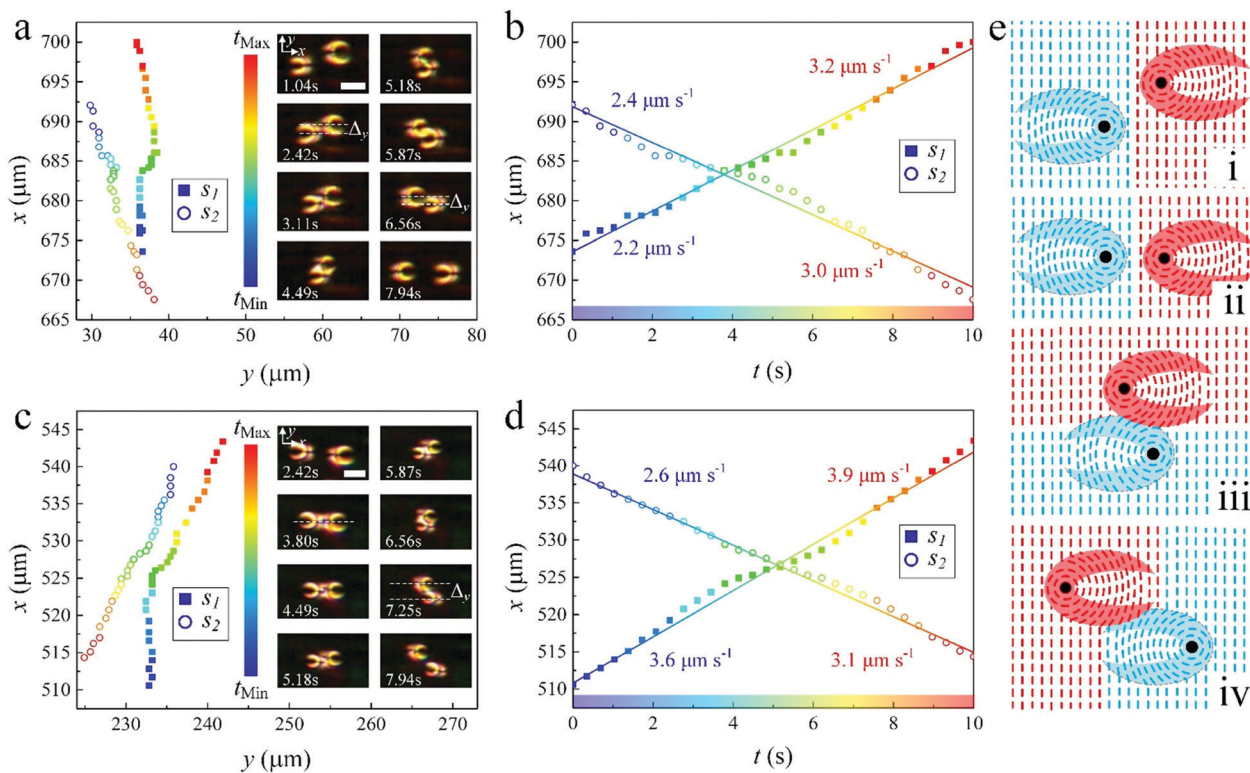 a
700
695
690
685
680
675
670
665
x (μm)
30 40 50 60 70 80
y (μm)
tMax
tMin
s1
s2
y
x
1.04s
5.18s
2.42s
Δy
5.87s
3.11s
6.56s
Δy
4.49s
7.94s
b
700
695
690
685
680
675
670
665
x (μm)
0 2 4 6 8 10
t (s)
2.4 μm s-1
3.2 μm s-1
2.2 μm s-1
3.0 μm s-1
s1
s2
c
545
540
535
530
525
520
515
510
x (μm)
230 240 250 260 270
y (μm)
tMax
tMin
s1
s2
y
x
2.42s
5.87s
3.80s
6.56s
4.49s
7.25s
Δy
5.18s
7.94s
d
545
540
535
530
525
520
515
510
x (μm)
0 2 4 6 8 10
t (s)
2.6 μm s-1
3.9 μm s-1
3.6 μm s-1
3.1 μm s-1
s1
s2
e
i
ii
iii
iv